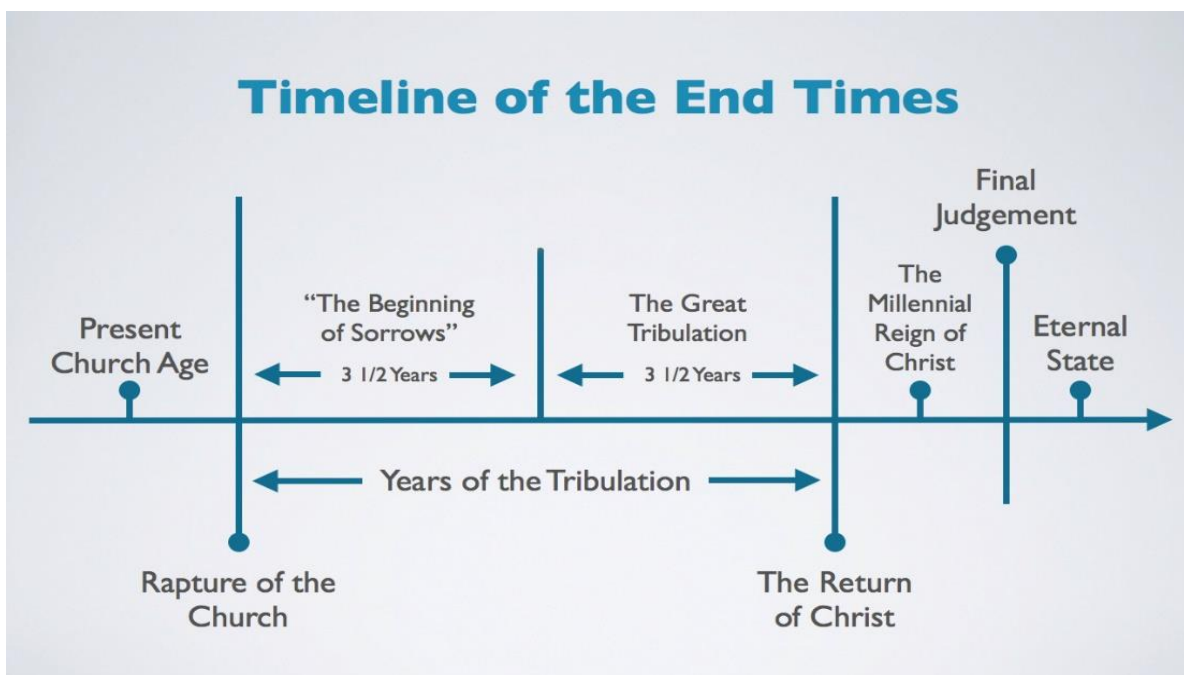 Timeline of the End Times
Present
Church Age
“The Beginning
of Sorrows”
3 1/2 Years
The Great
Tribulation
3 1/2 Years
The
Millennial
Reign of
Christ
Final
Judgement
Eternal
State
Years of the Tribulation
Rapture of the
Church
The Return
of Christ